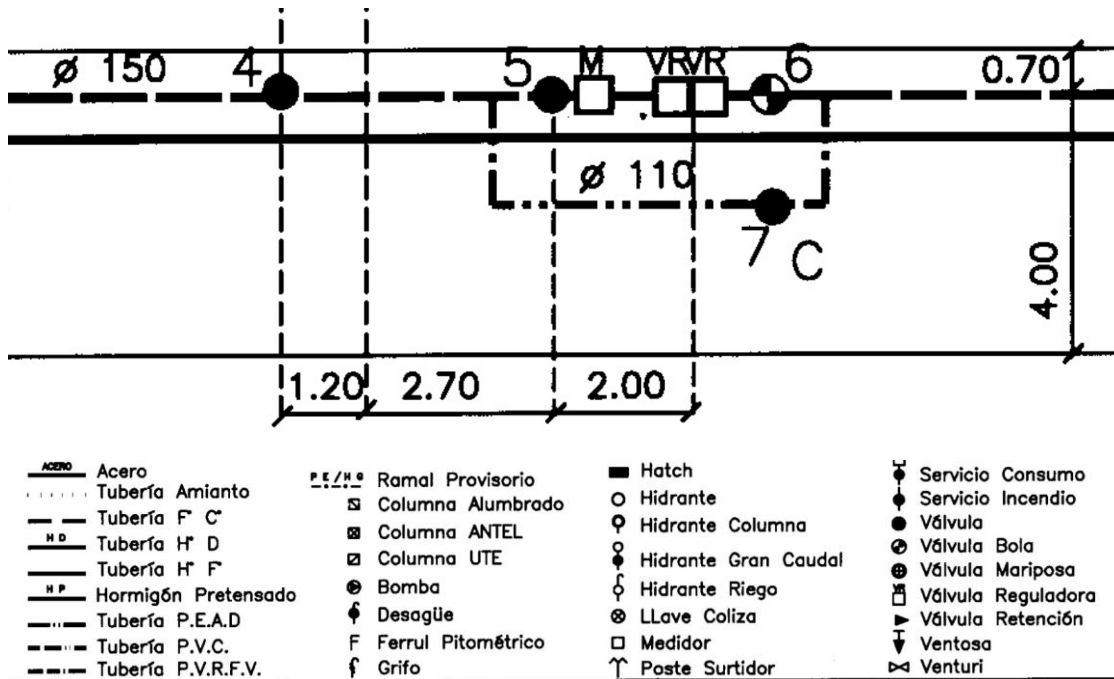 M VR VR
ø 150 4 5 6 0.70
ø 110
7 C
4.00
1.20 2.70 2.00
ACERO Acero
Tubería Amianto
Tubería F° C°
H D Tubería H° D
Tubería H° F°
H P Hormigón Pretensado
Tubería P.E.A.D
Tubería P.V.C.
Tubería P.V.R.F.V.
P E / H G Ramal Provisorio
Columna Alumbrado
Columna ANTEL
Columna UTE
Bomba
Desagüe
F Ferrul Pitométrico
Grifo
Hatch
Hidrante
Hidrante Columna
Hidrante Gran Caudal
Hidrante Riego
LLave Coliza
Medidor
Poste Surtidor
Servicio Consumo
Servicio Incendio
Válvula
Válvula Bola
Válvula Mariposa
VR Válvula Reguladora
Válvula Retención
Ventosa
Venturi